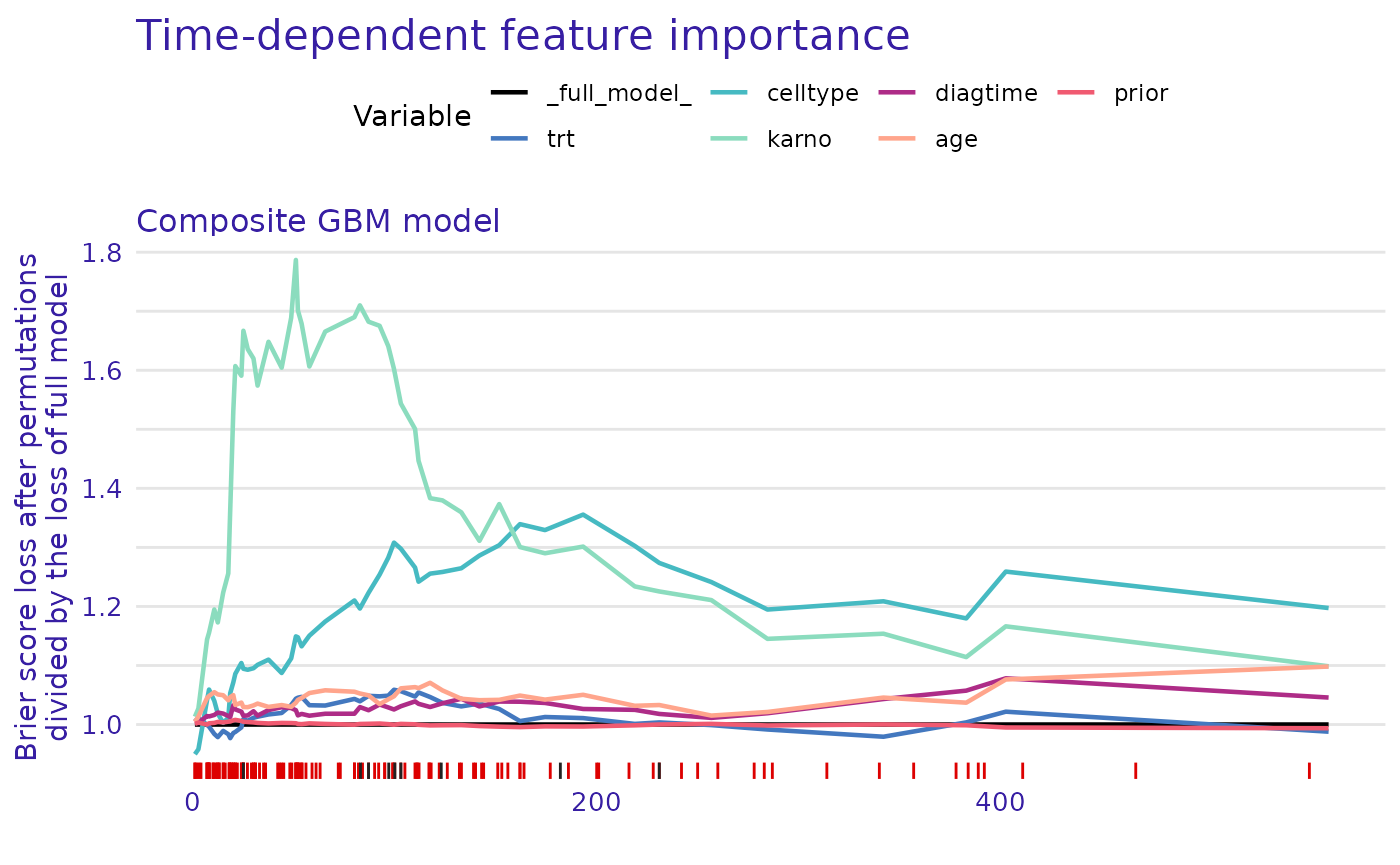 Time-dependent feature importance
Variable
_full_model_ celltype diagtime prior
trt karno age
Composite GBM model
Brier score loss after permutations
divided by the loss of full model
1.8
1.6
1.4
1.2
1.0
0 200 400